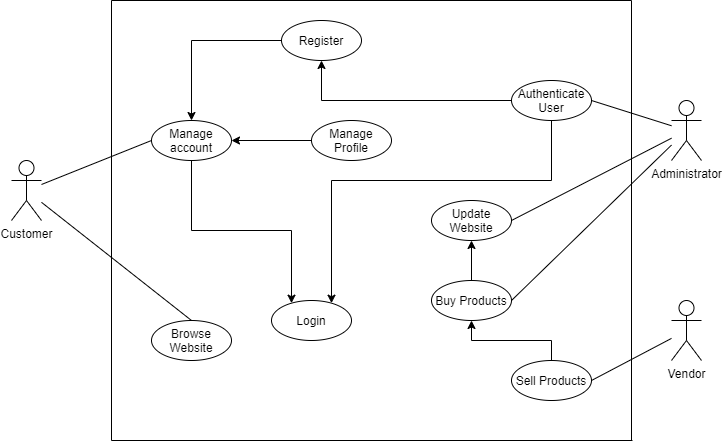 Register
Authenticate
User
Manage
account
Manage
Profile
Administrator
Customer
Update
Website
Buy Products
Login
Browse
Website
Vendor
Sell Products